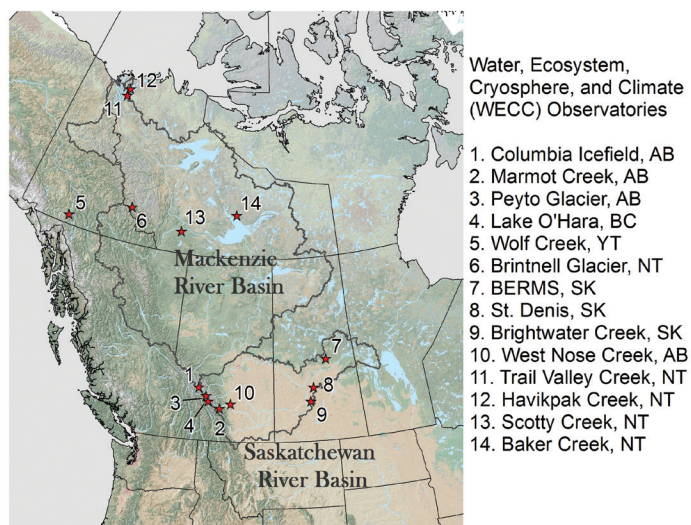 Water, Ecosystem,
Cryosphere, and Climate
(WECC) Observatories
1. Columbia Icefield, AB
2. Marmot Creek, AB
3. Peyto Glacier, AB
4. Lake O'Hara, BC
5. Wolf Creek, YT
6. Brintnell Glacier, NT
7. BERMS, SK
8. St. Denis, SK
9. Brightwater Creek, SK
10. West Nose Creek, AB
11. Trail Valley Creek, NT
12. Havikpak Creek, NT
13. Scotty Creek, NT
14. Baker Creek, NT
12
11
5
6
13
14
Mackenzie
River Basin
7
1
8
3
10
9
4
2
Saskatchewan
River Basin